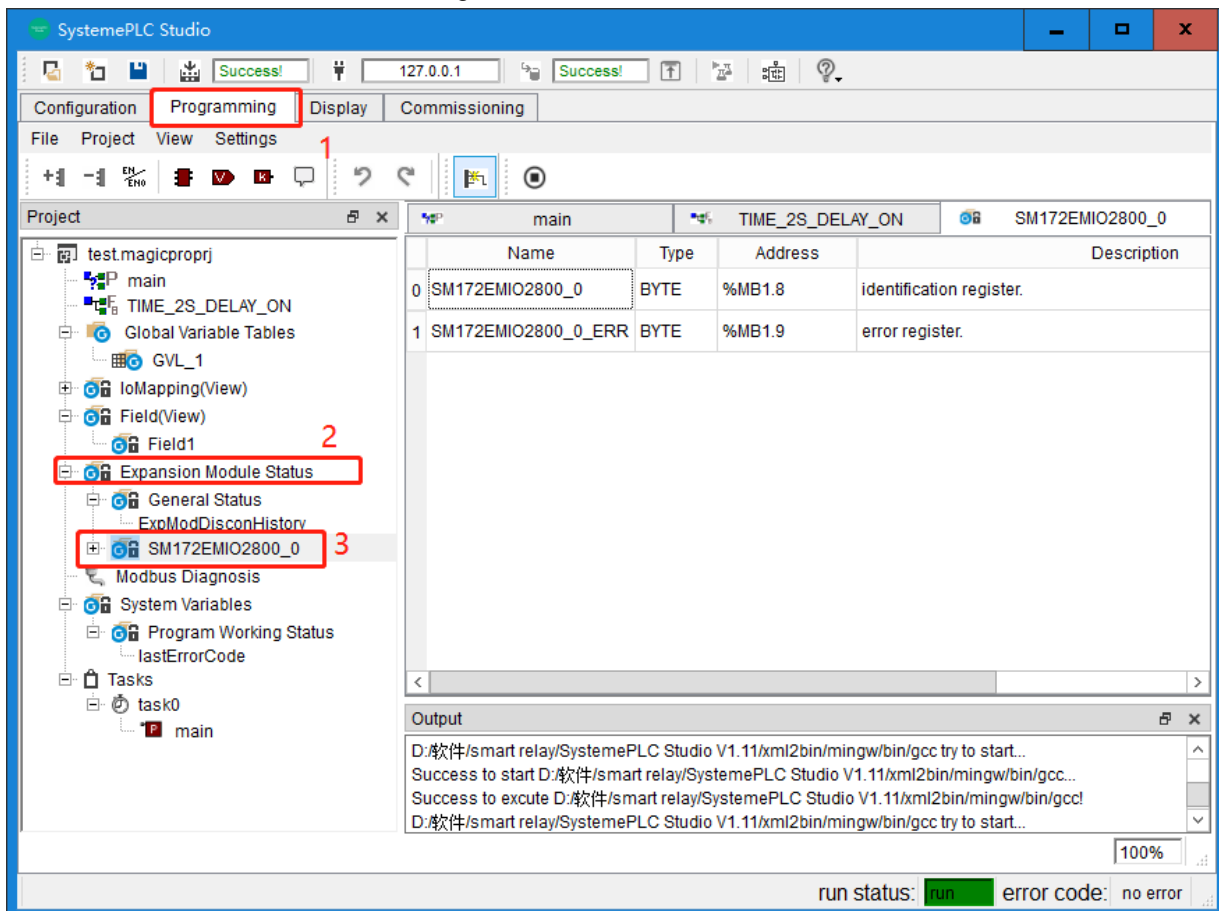 SystemePLC Studio
Success! 127.0.0.1 Success!
Configuration Programming Display Commissioning
File Project View Settings
1
EN/ENO V K
Project
main TIME_2S_DELAY_ON SM172EMIO2800_0
test.magicproprj
P main
F TIME_2S_DELAY_ON
Global Variable Tables
GVL_1
IoMapping(View)
Field(View)
Field1
2
Expansion Module Status
General Status
ExpModDisconHistory
SM172EMIO2800_0
3
Modbus Diagnosis
System Variables
Program Working Status
lastErrorCode
Tasks
task0
P main
Name Type Address Description
0 SM172EMIO2800_0 BYTE %MB1.8 identification register.
1 SM172EMIO2800_0_ERR BYTE %MB1.9 error register.
Output
D:/软件/smart relay/SystemePLC Studio V1.11/xml2bin/mingw/bin/gcc try to start...
Success to start D:/软件/smart relay/SystemePLC Studio V1.11/xml2bin/mingw/bin/gcc...
Success to excute D:/软件/smart relay/SystemePLC Studio V1.11/xml2bin/mingw/bin/gcc!
D:/软件/smart relay/SystemePLC Studio V1.11/xml2bin/mingw/bin/gcc try to start...
100%
run status: run error code: no error